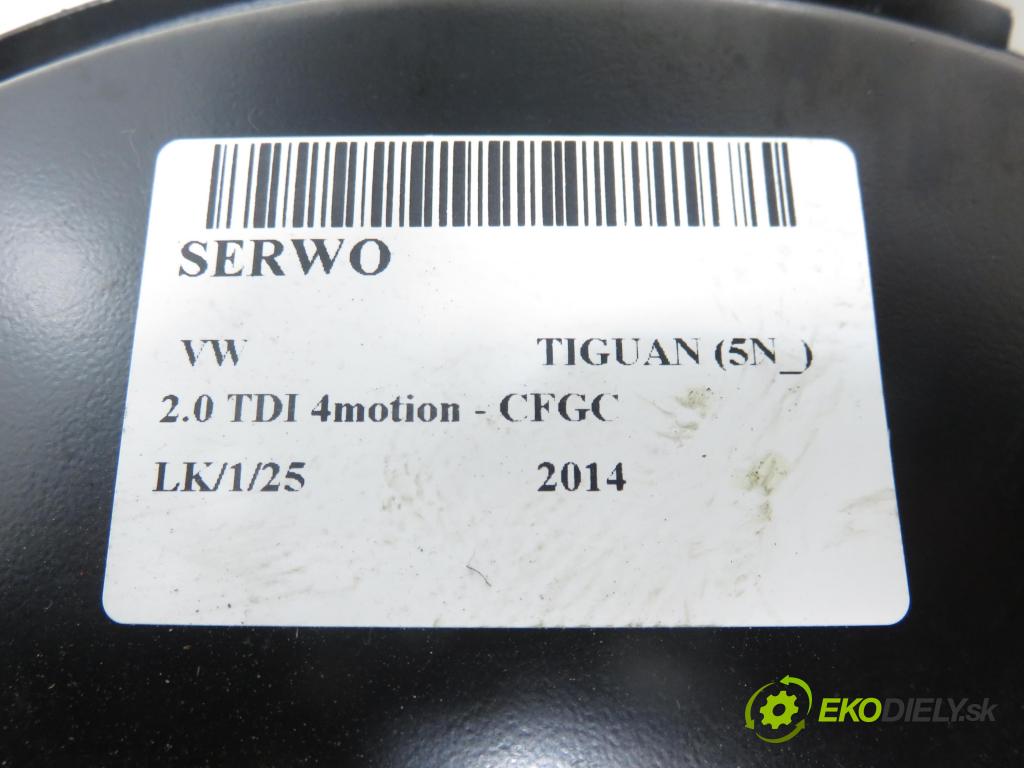 SERWO
VW TIGUAN (5N_)
2.0 TDI 4motion - CFGC
LK/1/25 2014
EKODIELY.sk